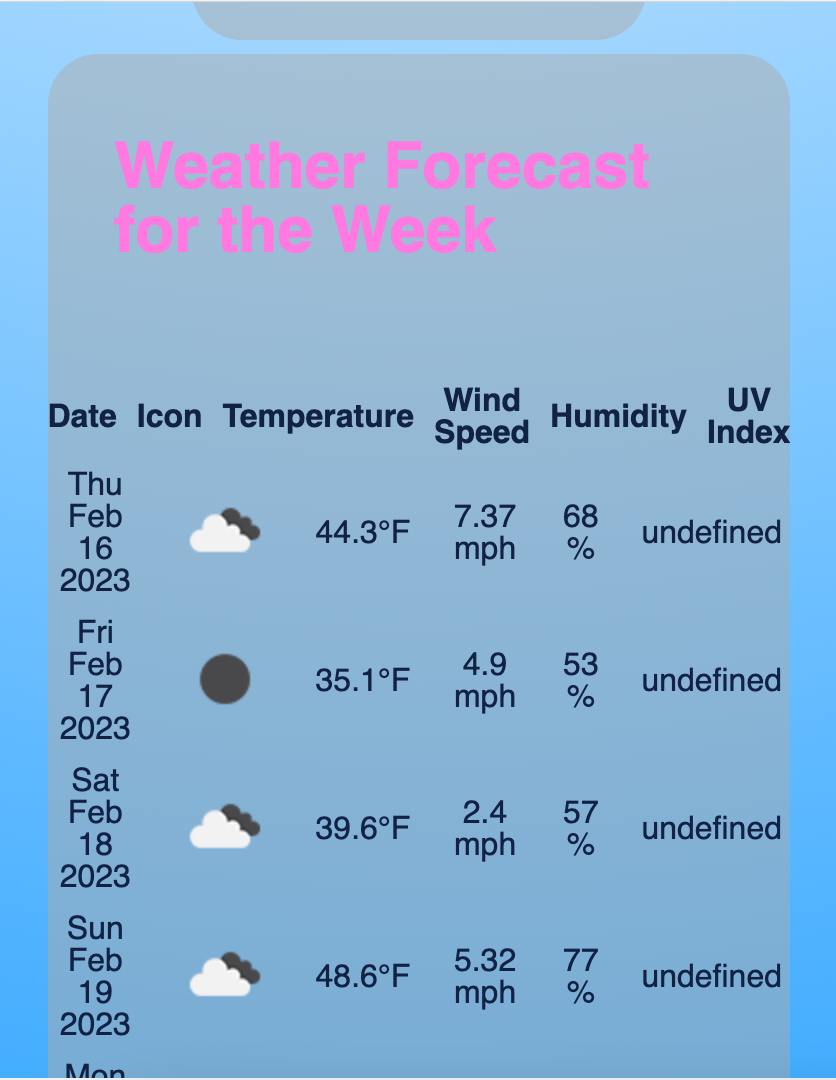 Weather Forecast
for the Week
Date Icon Temperature Wind Speed Humidity UV Index
Thu Feb 16 2023 44.3°F 7.37 mph 68 % undefined
Fri Feb 17 2023 35.1°F 4.9 mph 53 % undefined
Sat Feb 18 2023 39.6°F 2.4 mph 57 % undefined
Sun Feb 19 2023 48.6°F 5.32 mph 77 % undefined
Mon